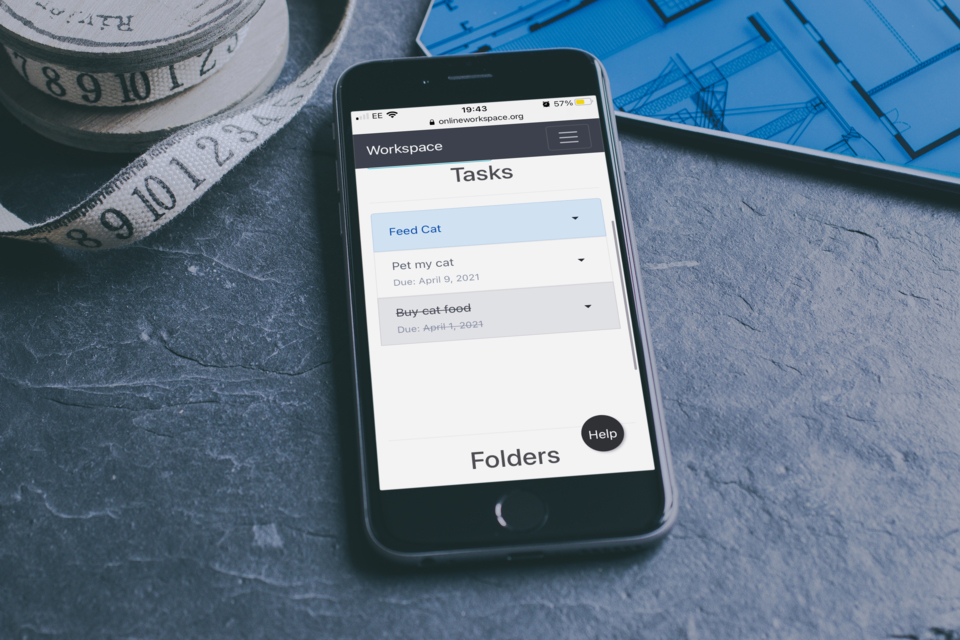 7 8 9 10 1 2
8 9 10 1 2 3 4
EE 19:43 57%
onlineworkspace.org
Workspace
Tasks
Feed Cat
Pet my cat
Due: April 9, 2021
Buy cat food
Due: April 1, 2021
Help
Folders